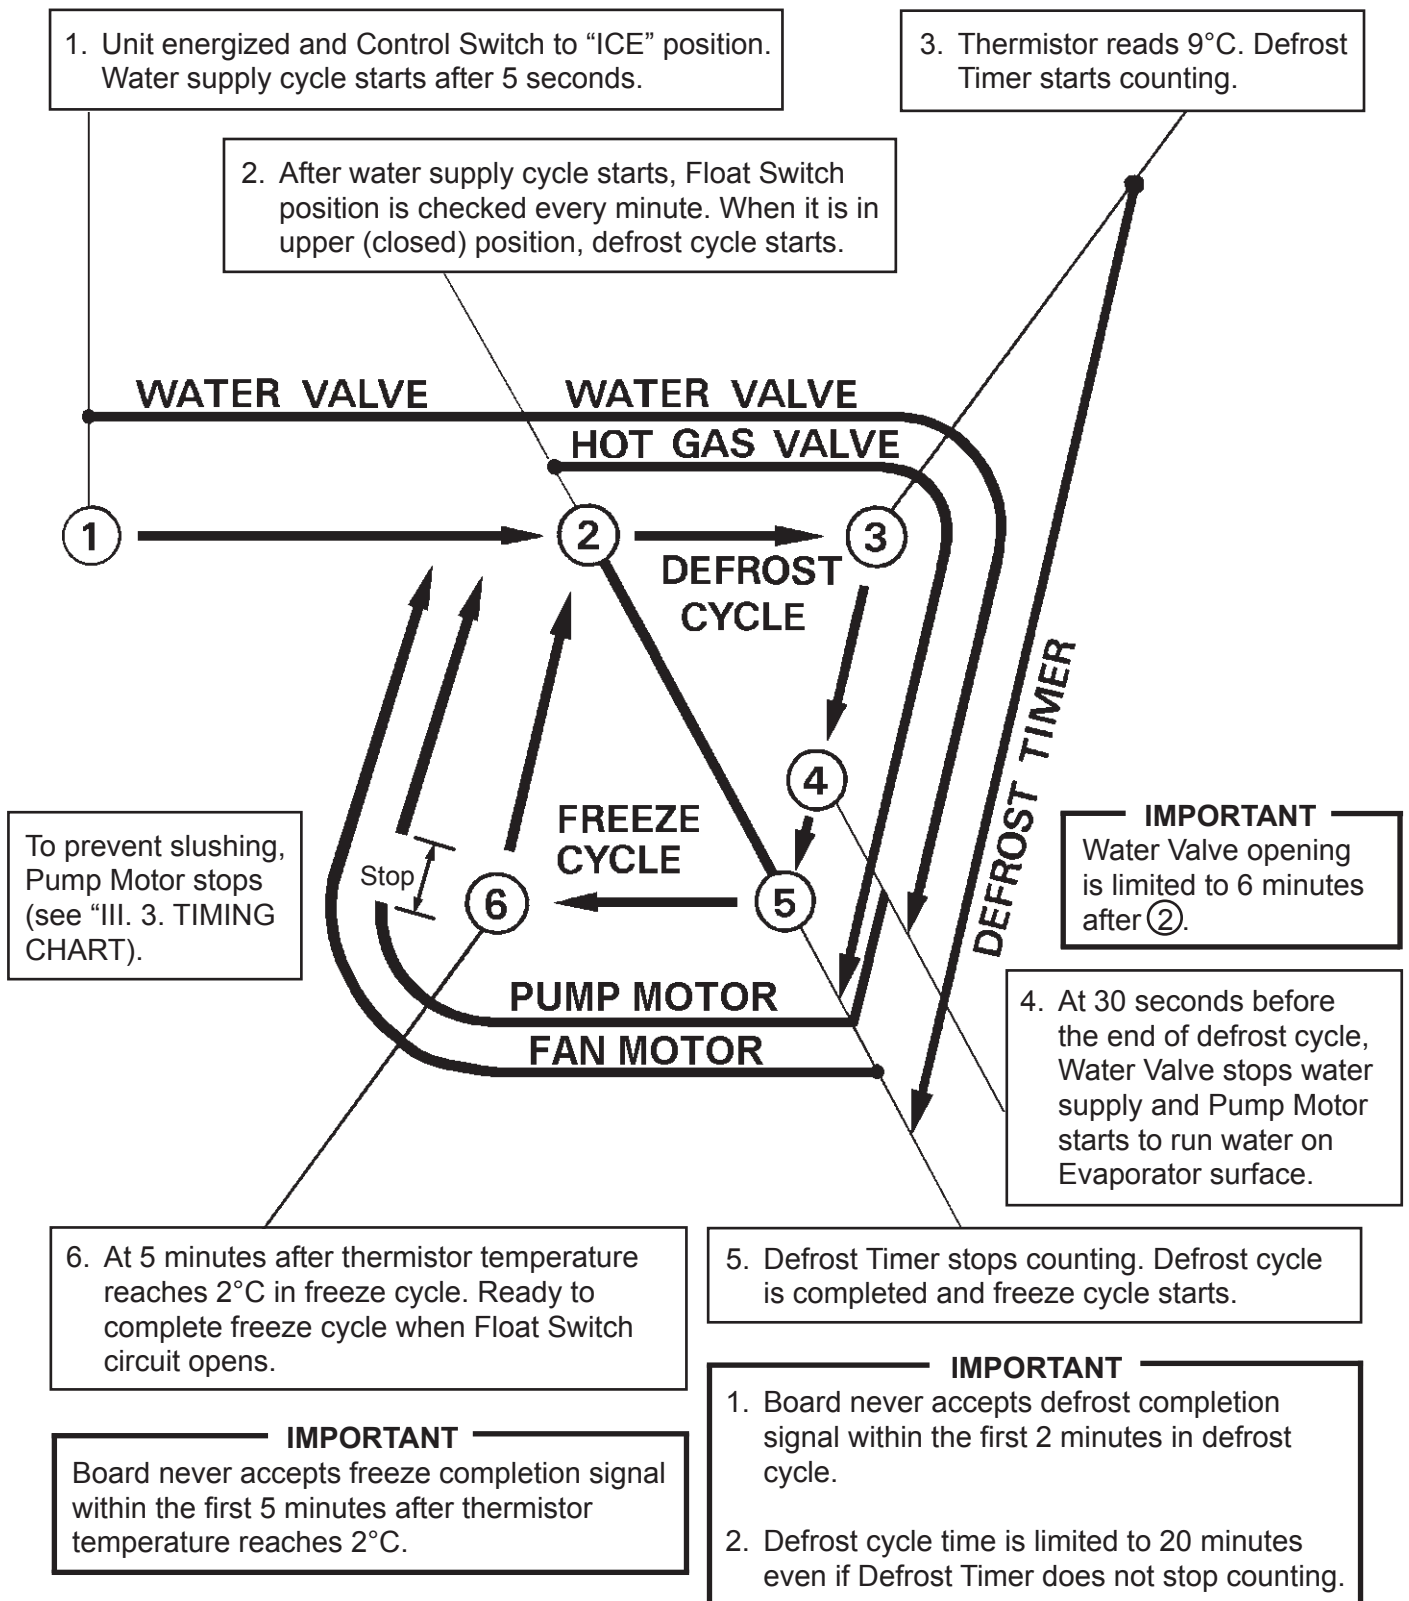 1. Unit energized and Control Switch to “ICE” position.
Water supply cycle starts after 5 seconds.
3. Thermistor reads 9°C. Defrost
Timer starts counting.
2. After water supply cycle starts, Float Switch
position is checked every minute. When it is in
upper (closed) position, defrost cycle starts.
WATER VALVE
WATER VALVE
HOT GAS VALVE
1
2
3
DEFROST
CYCLE
DEFROST TIMER
4
FREEZE
CYCLE
To prevent slushing,
Pump Motor stops
(see “III. 3. TIMING
CHART).
Stop
6
5
IMPORTANT
Water Valve opening
is limited to 6 minutes
after ②.
PUMP MOTOR
FAN MOTOR
4. At 30 seconds before
the end of defrost cycle,
Water Valve stops water
supply and Pump Motor
starts to run water on
Evaporator surface.
6. At 5 minutes after thermistor temperature
reaches 2°C in freeze cycle. Ready to
complete freeze cycle when Float Switch
circuit opens.
5. Defrost Timer stops counting. Defrost cycle
is completed and freeze cycle starts.
IMPORTANT
Board never accepts freeze completion signal
within the first 5 minutes after thermistor
temperature reaches 2°C.
IMPORTANT
1. Board never accepts defrost completion
signal within the first 2 minutes in defrost
cycle.
2. Defrost cycle time is limited to 20 minutes
even if Defrost Timer does not stop counting.